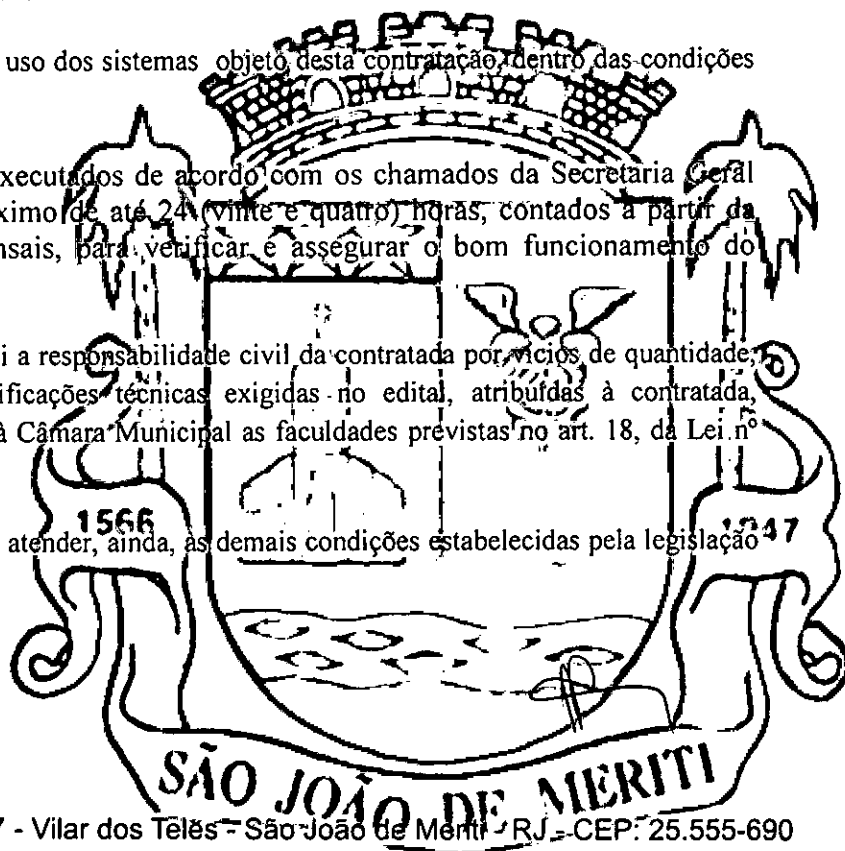 uso dos sistemas objeto desta contratação, dentro das condições
xecutados de acordo com os chamados da Secretaria Geral
ximo de até 24 (vinte e quatro) horas, contados a partir da
nsais, para verificar e assegurar o bom funcionamento do
i a responsabilidade civil da contratada por vícios de quantidade,
ificações técnicas exigidas no edital, atribuídas à contratada,
à Câmara Municipal as faculdades previstas no art. 18, da Lei nº
1566
1947
atender, ainda, as demais condições estabelecidas pela legislação
SÃO JOÃO DE MERITI
7 - Vilar dos Teles - São João de Meriti - RJ - CEP: 25.555-690